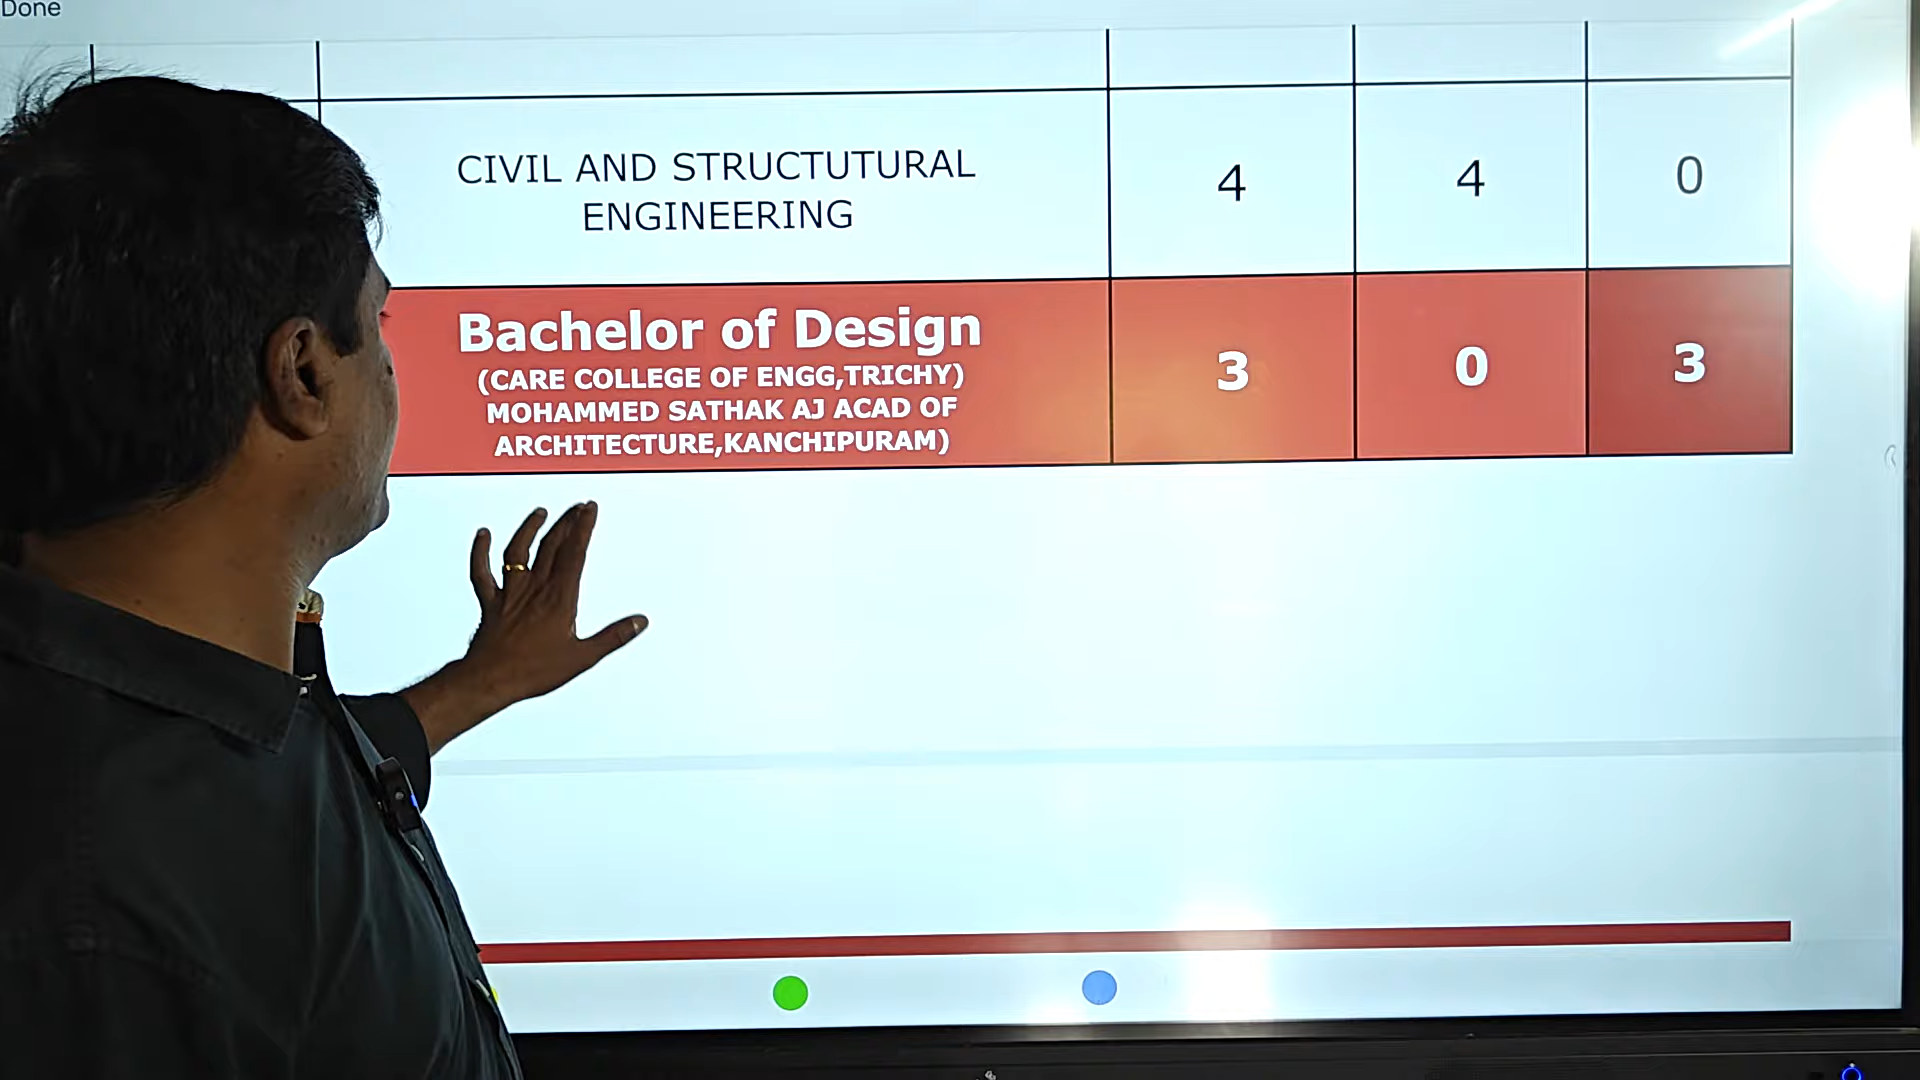 Done
CIVIL AND STRUCTUTURAL
ENGINEERING
4
4
0
Bachelor of Design
(CARE COLLEGE OF ENGG,TRICHY)
MOHAMMED SATHAK AJ ACAD OF
ARCHITECTURE,KANCHIPURAM)
3
0
3